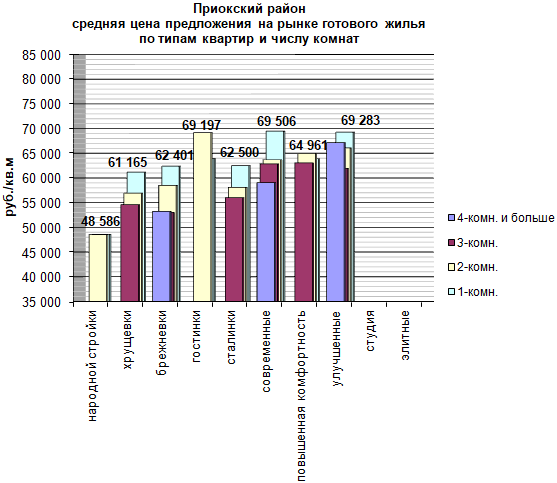 Приокский район
средняя цена предложения на рынке готового жилья
по типам квартир и числу комнат
руб./кв.м
85 000
80 000
75 000
70 000
65 000
60 000
55 000
50 000
45 000
40 000
35 000
48 586
61 165
62 401
69 197
62 500
69 506
64 961
69 283
народной стройки
хрущевки
брежневки
гостинки
сталинки
современные
повышенная комфортность
улучшенные
студия
элитные
4-комн. и больше
3-комн.
2-комн.
1-комн.